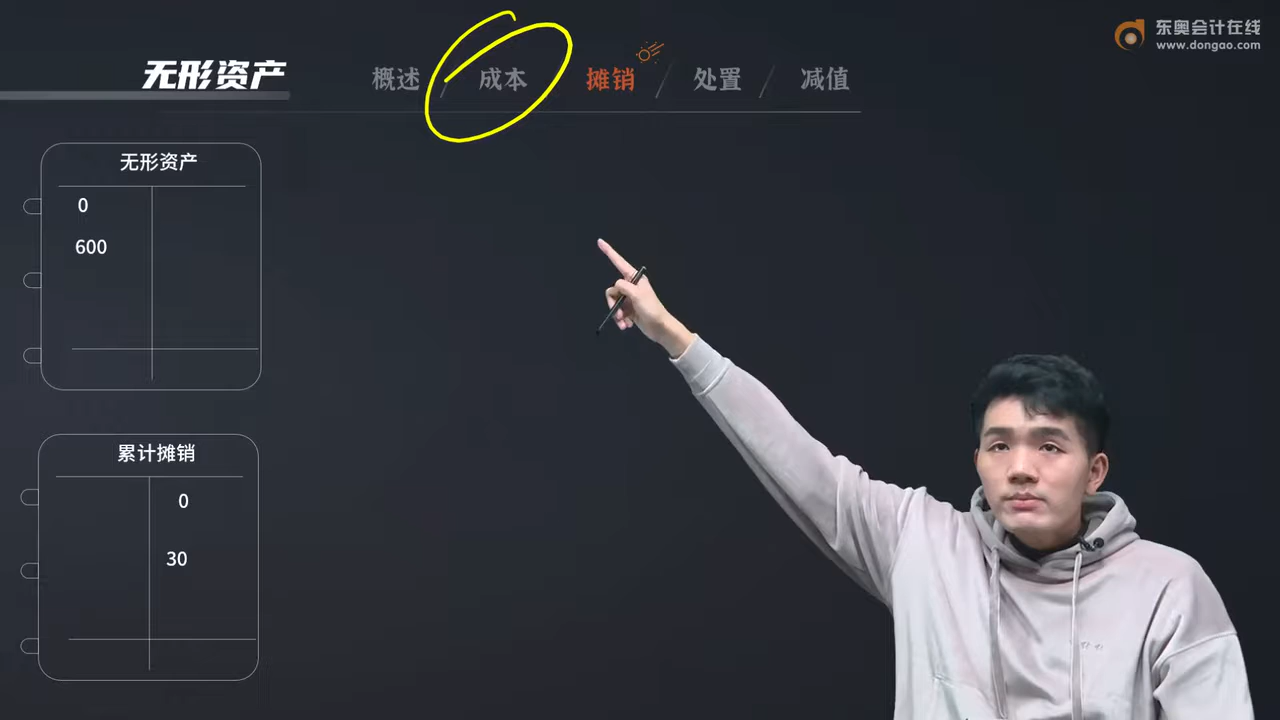 东奥会计在线
www.dongao.com
无形资产
概述 / 成本 / 摊销 / 处置 / 减值
无形资产
0
600
累计摊销
0
30